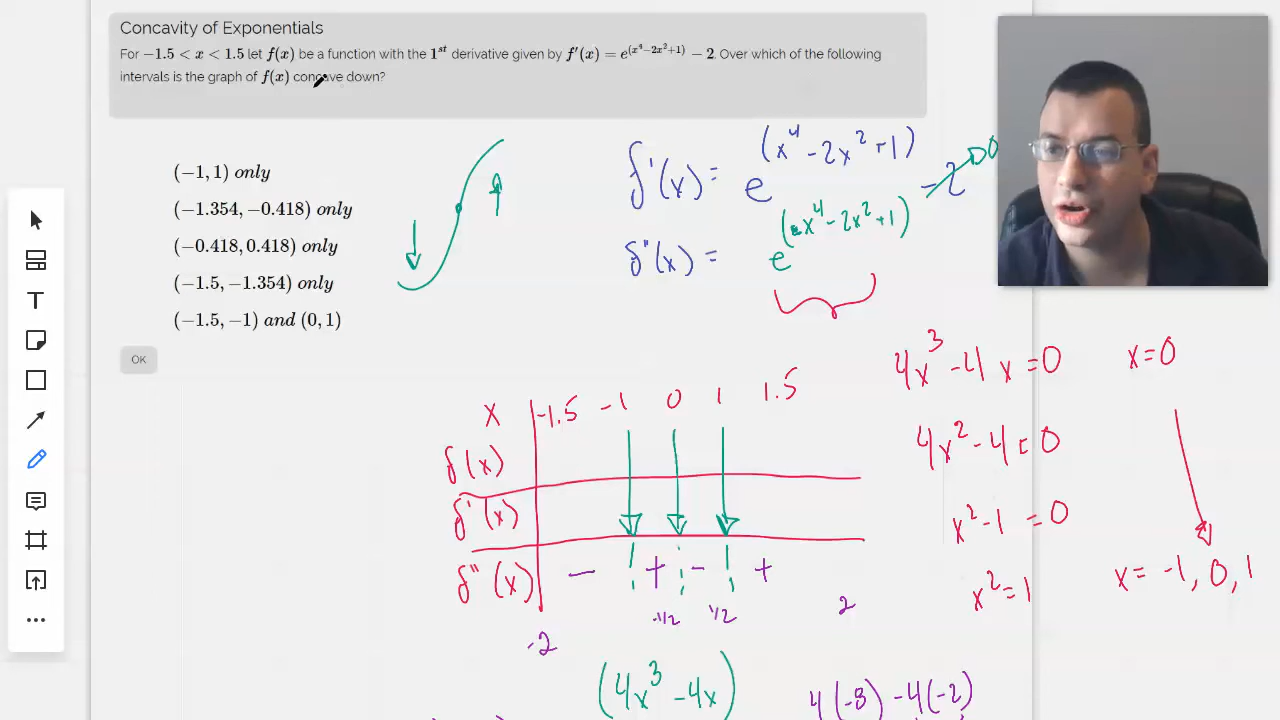 Concavity of Exponentials
For −1.5 < x < 1.5 let f(x) be a function with the 1ˢᵗ derivative given by f′(x) = e^(x⁴−2x²+1) − 2. Over which of the following
intervals is the graph of f(x) concave down?
(−1, 1) only
(−1.354, −0.418) only
(−0.418, 0.418) only
(−1.5, −1.354) only
(−1.5, −1) and (0, 1)
OK
f'(x) = e^(x⁴ − 2x² + 1) − 2 0
f"(x) = e^(x⁴ − 2x² + 1)
4x³ − 4x = 0
x = 0
4x² − 4 = 0
x² − 1 = 0
x² = 1
x = −1, 0, 1
x −1.5 −1 0 1 1.5
f(x)
f'(x)
f"(x) − + − +
−2 −1/2 1/2 2
(4x³ − 4x)
4(−8) − 4(−2)
T